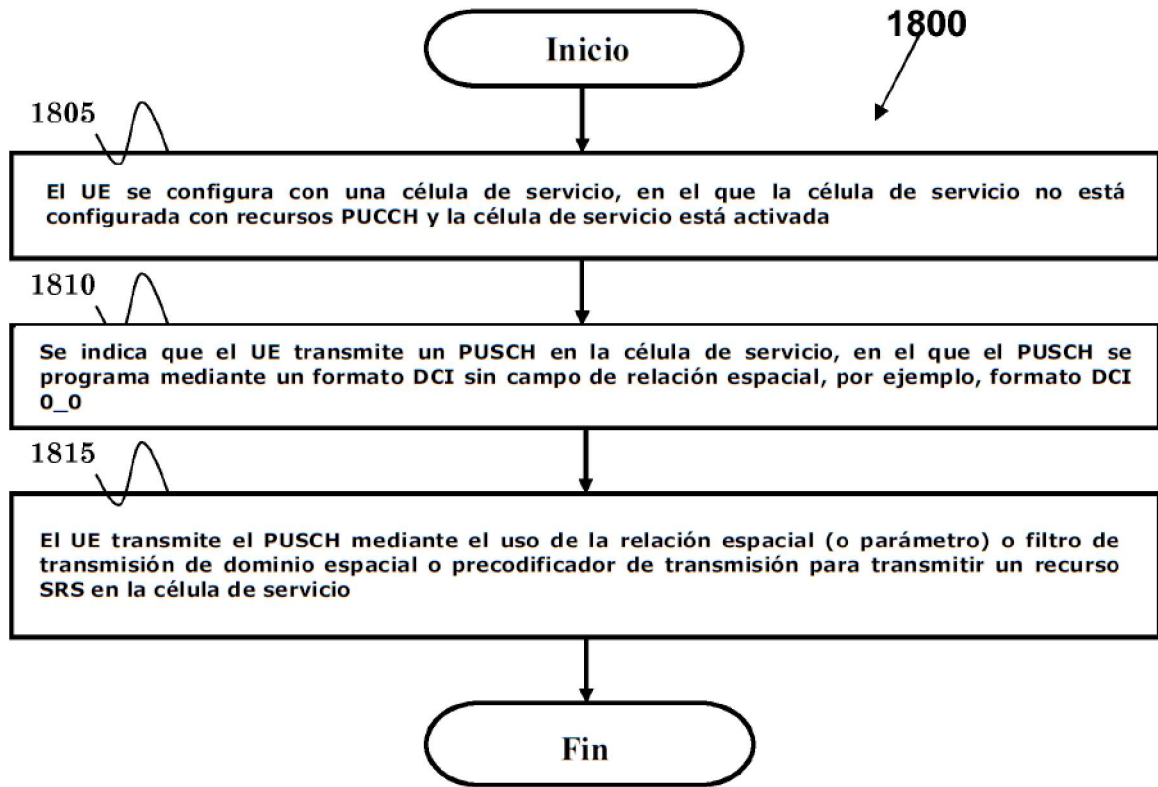 1800
Inicio
1805
El UE se configura con una célula de servicio, en el que la célula de servicio no está
configurada con recursos PUCCH y la célula de servicio está activada
1810
Se indica que el UE transmite un PUSCH en la célula de servicio, en el que el PUSCH se
programa mediante un formato DCI sin campo de relación espacial, por ejemplo, formato DCI
0_0
1815
El UE transmite el PUSCH mediante el uso de la relación espacial (o parámetro) o filtro de
transmisión de dominio espacial o precodificador de transmisión para transmitir un recurso
SRS en la célula de servicio
Fin